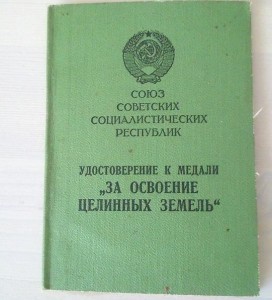 СОЮЗ
СОВЕТСКИХ
СОЦИАЛИСТИЧЕСКИХ
РЕСПУБЛИК
УДОСТОВЕРЕНИЕ К МЕДАЛИ
„ЗА ОСВОЕНИЕ
ЦЕЛИННЫХ ЗЕМЕЛЬ“